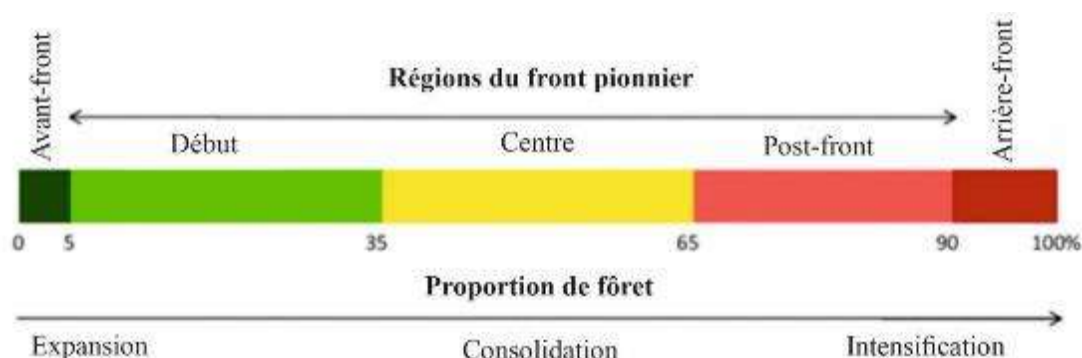 Avant-front
Régions du front pionnier
Arrière-front
Début
Centre
Post-front
0 5 35 65 90 100%
Proportion de fôret
Expansion
Consolidation
Intensification